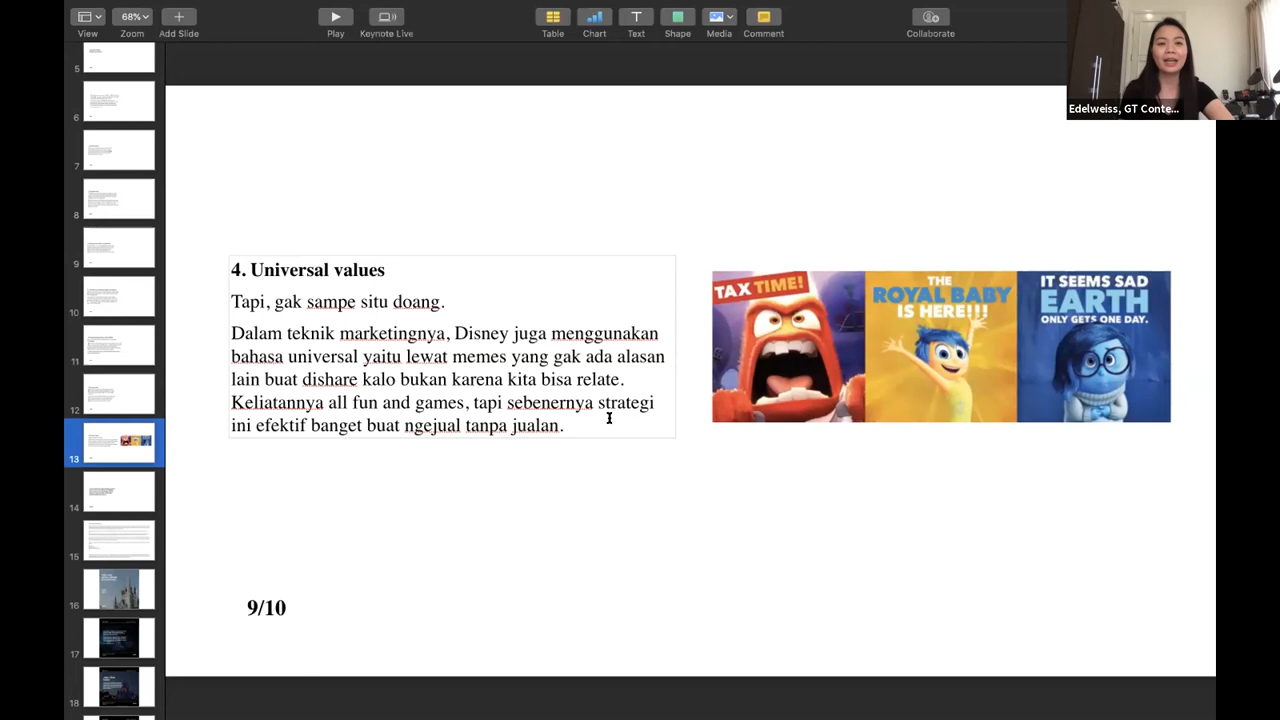 View
68%
Zoom
Add Slide
Play
Keynote Live
Table
Chart
Text
Shape
Media
Comment
Collaborate
Edelweiss, GT Conte...
5
6
7
8
9
10
11
12
13
14
15
16
17
18
4. Universal values
Tapi, gak sampe situ doang.
Dalam teknik marketingnya, Disney juga menggunakan
bahasa universal yaitu lewat memes yang gak ada alasan
lain buat dishare kalo bukan karena kita bisa relate.
Keliatannya all fun and games, tapi sebenernya strategi
ini efektif banget buat ngejual tanpa jualan.
TAX TIME!
THE
ROYAL BABY
IS HERE!!!
IT SEEMS SAD
EARTH
ONLY GETS ONE DAY.
9/10